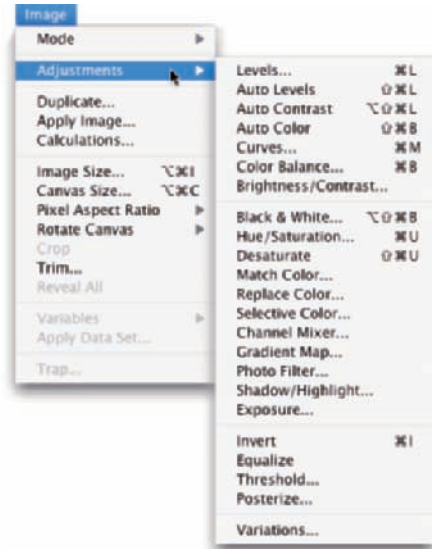 Image
Mode
Adjustments
Duplicate...
Apply Image...
Calculations...
Image Size... ⌥⌘I
Canvas Size... ⌥⌘C
Pixel Aspect Ratio
Rotate Canvas
Crop
Trim...
Reveal All
Variables
Apply Data Set...
Trap...
Levels... ⌘L
Auto Levels ⇧⌘L
Auto Contrast ⌥⇧⌘L
Auto Color ⇧⌘B
Curves... ⌘M
Color Balance... ⌘B
Brightness/Contrast...
Black & White... ⌥⇧⌘B
Hue/Saturation... ⌘U
Desaturate ⇧⌘U
Match Color...
Replace Color...
Selective Color...
Channel Mixer...
Gradient Map...
Photo Filter...
Shadow/Highlight...
Exposure...
Invert ⌘I
Equalize
Threshold...
Posterize...
Variations...